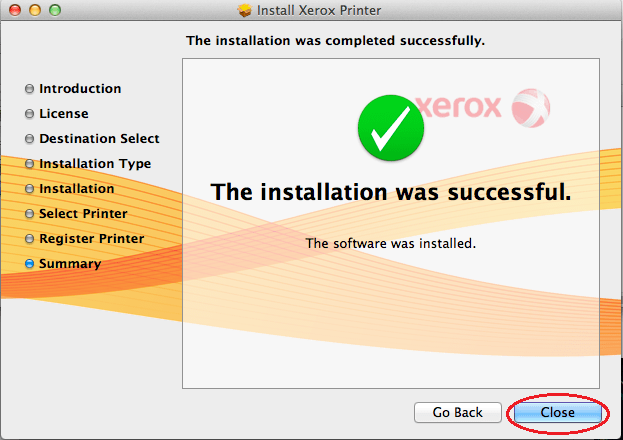 Install Xerox Printer
The installation was completed successfully.
Introduction
License
Destination Select
Installation Type
Installation
Select Printer
Register Printer
Summary
xerox
The installation was successful.
The software was installed.
Go Back
Close